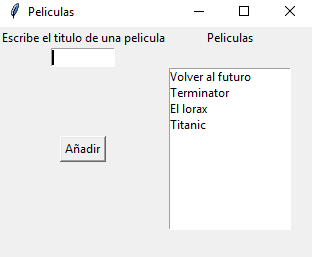 Peliculas
Escribe el titulo de una pelicula
Peliculas
Añadir
Volver al futuro
Terminator
El lorax
Titanic